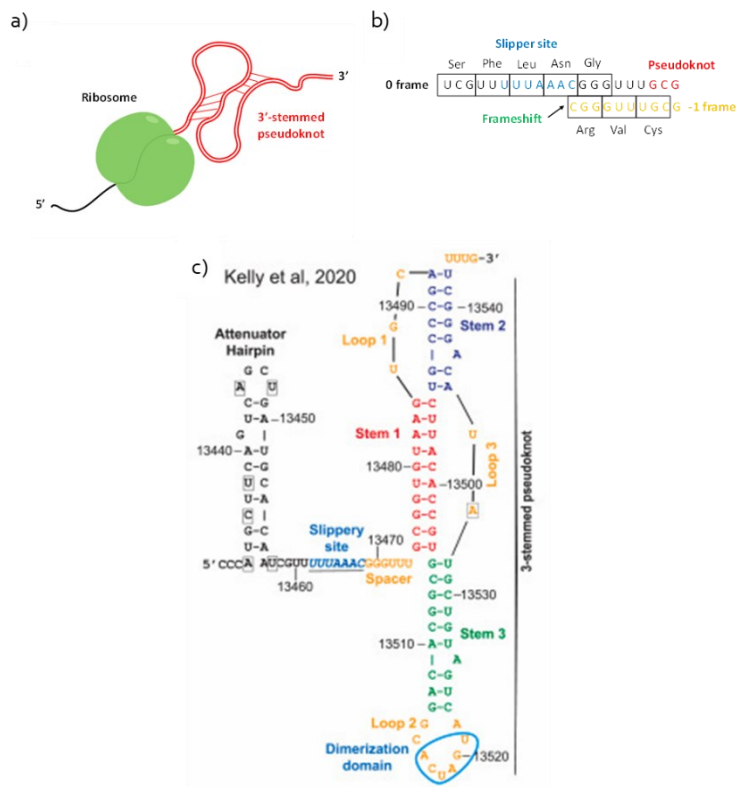 a)
Ribosome
3'
3'-stemmed
pseudoknot
5'
b)
Slipper site
Ser Phe Leu Asn Gly
Pseudoknot
0 frame
UCGUUUUUAAACGGGUUUGCG
CGGGUUUGCG
-1 frame
Frameshift
Arg Val Cys
c) Kelly et al, 2020
UUUG-3'
C A-U
G-C
13490 C-G 13540
G C-G
Stem 2
C-G
Loop 1
A
G-C
U U-A
Attenuator
Hairpin
G C
A U
C-G
U-A 13450
G
13440 A-U
C-G
U
U-A
C
G-C
U-A
G-C
A-U
Stem 1
A-U
U-A
U
Loop 3
13480 G-C
U-A 13500
G-C
G-C
A
C-G
G-U
C-G
3-stemmed pseudoknot
Slippery
site
13470
5'CCCA AUCGUUUUUAAACGGGUUU
13460
Spacer
G-U
C-G
G-C 13530
G-U
C-G
Stem 3
13510 A-U
A
C-G
A-U
G-C
Loop 2 G A
C U
Dimerization
domain
A G 13520
C U A